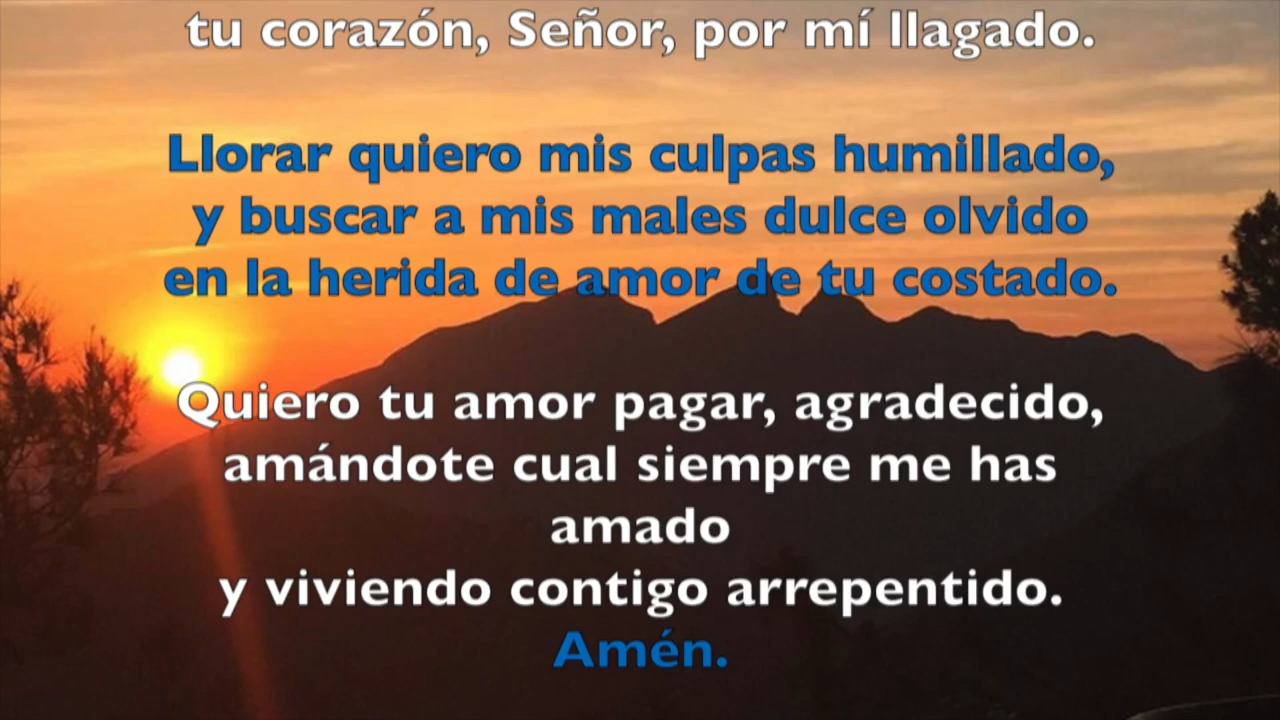 tu corazón, Señor, por mí llagado.
Llorar quiero mis culpas humillado,
y buscar a mis males dulce olvido
en la herida de amor de tu costado.
Quiero tu amor pagar, agradecido,
amándote cual siempre me has
amado
y viviendo contigo arrepentido.
Amén.